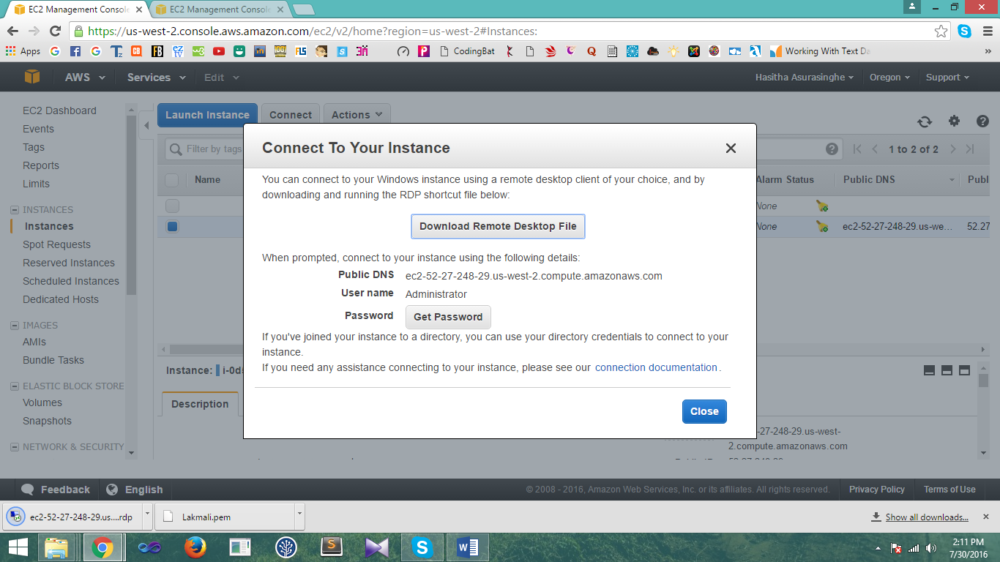 EC2 Management Console
EC2 Management Console
https://us-west-2.console.aws.amazon.com/ec2/v2/home?region=us-west-2#Instances:
Apps
CodingBat
Working With Text Da
AWS
Services
Edit
Hasitha Asurasinghe
Oregon
Support
EC2 Dashboard
Events
Tags
Reports
Limits
INSTANCES
Instances
Spot Requests
Reserved Instances
Scheduled Instances
Dedicated Hosts
IMAGES
AMIs
Bundle Tasks
ELASTIC BLOCK STORE
Volumes
Snapshots
NETWORK & SECURITY
Launch Instance
Connect
Actions
Filter by tags
1 to 2 of 2
Name
Alarm Status
Public DNS
Publ
None
None
ec2-52-27-248-29.us-we...
52.27
Connect To Your Instance
You can connect to your Windows instance using a remote desktop client of your choice, and by
downloading and running the RDP shortcut file below:
Download Remote Desktop File
When prompted, connect to your instance using the following details:
Public DNS ec2-52-27-248-29.us-west-2.compute.amazonaws.com
User name Administrator
Password Get Password
If you've joined your instance to a directory, you can use your directory credentials to connect to your
instance.
If you need any assistance connecting to your instance, please see our connection documentation.
Close
Instance: i-0d
Description
-27-248-29.us-west-
2.compute.amazonaws.com
Feedback
English
© 2008 - 2016, Amazon Web Services, Inc. or its affiliates. All rights reserved.
Privacy Policy
Terms of Use
ec2-52-27-248-29.us....rdp
Lakmali.pem
Show all downloads...
2:11 PM
7/30/2016